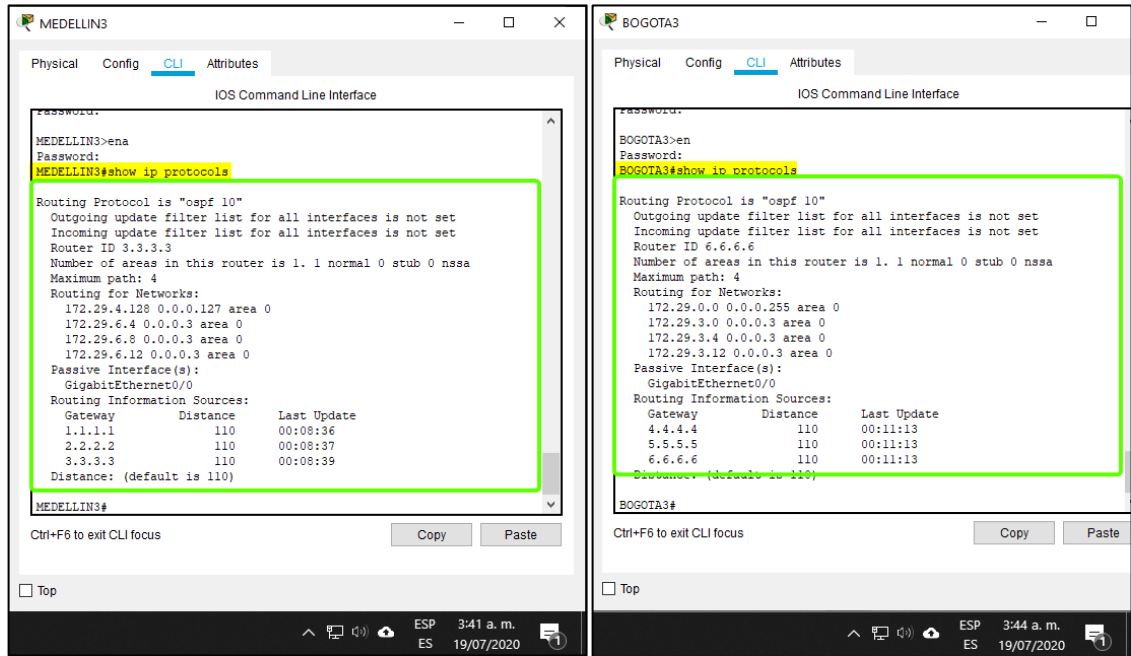 MEDELLIN3
Physical Config CLI Attributes
IOS Command Line Interface
Password:
MEDELLIN3>ena
Password:
MEDELLIN3#show ip protocols
Routing Protocol is "ospf 10"
Outgoing update filter list for all interfaces is not set
Incoming update filter list for all interfaces is not set
Router ID 3.3.3.3
Number of areas in this router is 1. 1 normal 0 stub 0 nssa
Maximum path: 4
Routing for Networks:
172.29.4.128 0.0.0.127 area 0
172.29.6.4 0.0.0.3 area 0
172.29.6.8 0.0.0.3 area 0
172.29.6.12 0.0.0.3 area 0
Passive Interface(s):
GigabitEthernet0/0
Routing Information Sources:
Gateway Distance Last Update
1.1.1.1 110 00:08:36
2.2.2.2 110 00:08:37
3.3.3.3 110 00:08:39
Distance: (default is 110)
MEDELLIN3#
Ctrl+F6 to exit CLI focus
Copy Paste
Top
ESP 3:41 a. m.
ES 19/07/2020
1
BOGOTA3
Physical Config CLI Attributes
IOS Command Line Interface
Password:
BOGOTA3>en
Password:
BOGOTA3#show ip protocols
Routing Protocol is "ospf 10"
Outgoing update filter list for all interfaces is not set
Incoming update filter list for all interfaces is not set
Router ID 6.6.6.6
Number of areas in this router is 1. 1 normal 0 stub 0 nssa
Maximum path: 4
Routing for Networks:
172.29.0.0 0.0.0.255 area 0
172.29.3.0 0.0.0.3 area 0
172.29.3.4 0.0.0.3 area 0
172.29.3.12 0.0.0.3 area 0
Passive Interface(s):
GigabitEthernet0/0
Routing Information Sources:
Gateway Distance Last Update
4.4.4.4 110 00:11:13
5.5.5.5 110 00:11:13
6.6.6.6 110 00:11:13
Distance: (default is 110)
BOGOTA3#
Ctrl+F6 to exit CLI focus
Copy Paste
Top
ESP 3:44 a. m.
ES 19/07/2020
1